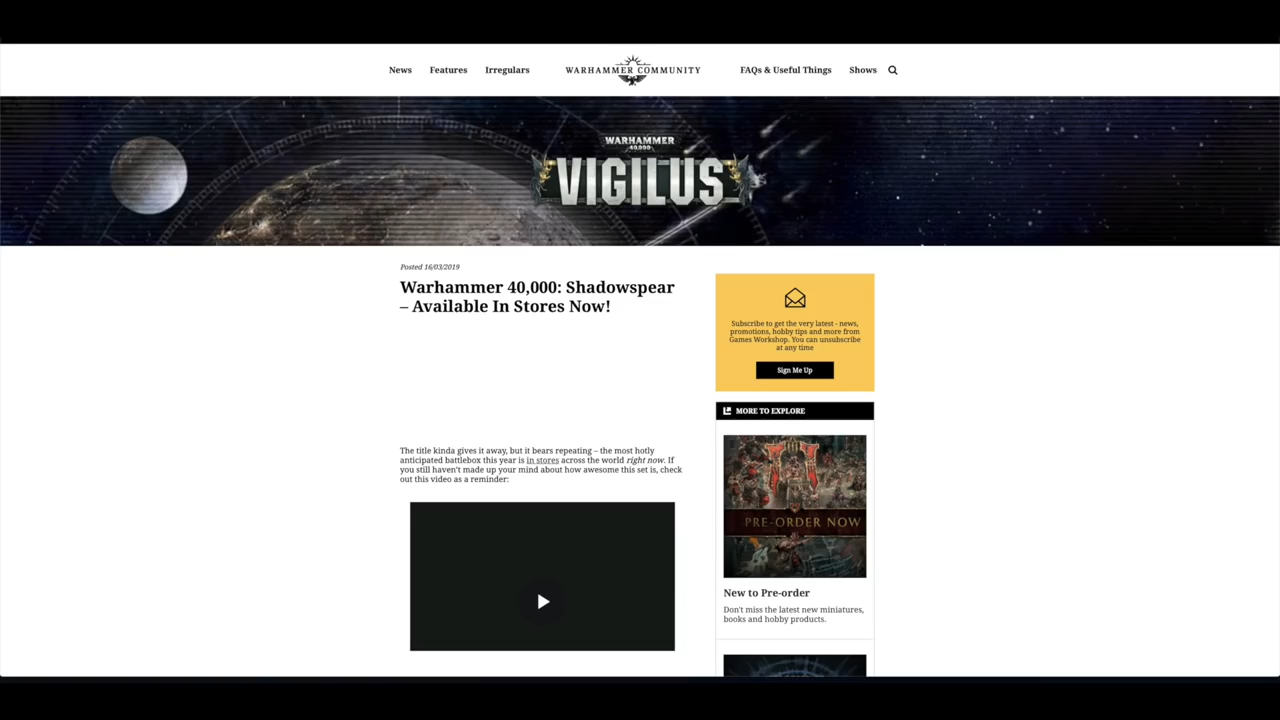 News Features Irregulars WARHAMMER COMMUNITY FAQs & Useful Things Shows
WARHAMMER
40,000
VIGILUS
Posted 16/03/2019
Warhammer 40,000: Shadowspear
– Available In Stores Now!
The title kinda gives it away, but it bears repeating – the most hotly
anticipated battlebox this year is in stores across the world right now. If
you still haven't made up your mind about how awesome this set is, check
out this video as a reminder:
Subscribe to get the very latest - news,
promotions, hobby tips and more from
Games Workshop. You can unsubscribe
at any time
Sign Me Up
MORE TO EXPLORE
PRE-ORDER NOW
New to Pre-order
Don't miss the latest new miniatures,
books and hobby products.